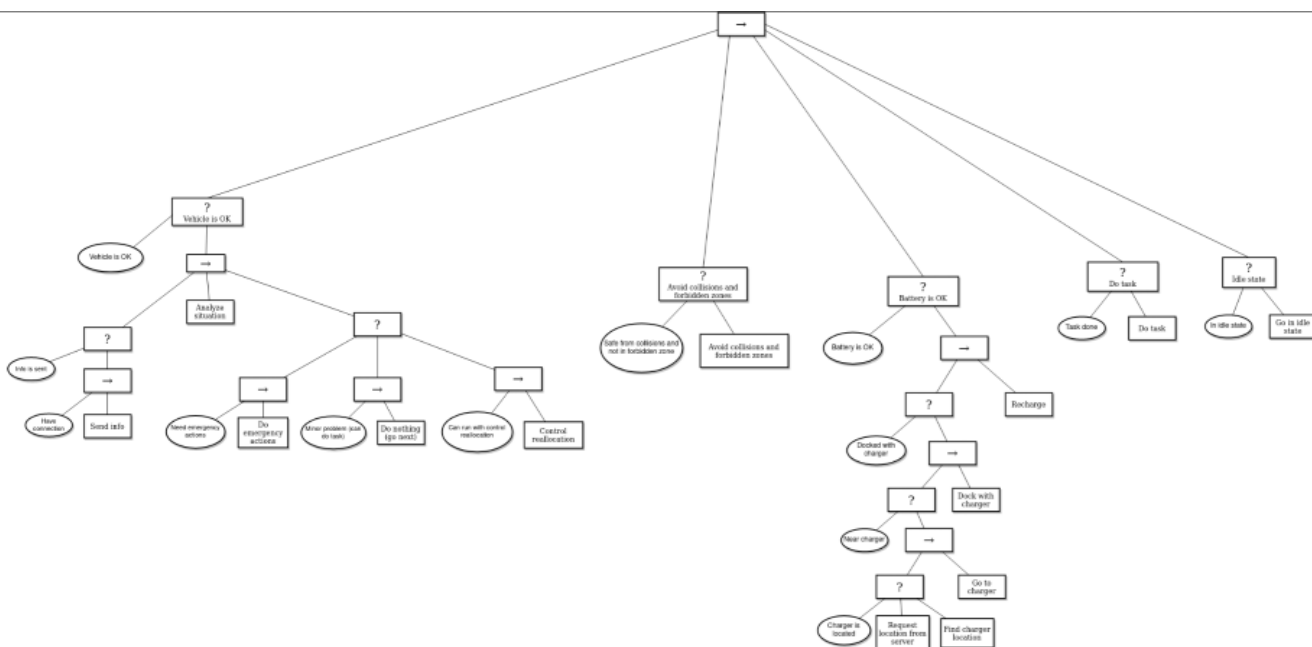 →
?
Vehicle is OK
Vehicle is OK
→
Analyze
situation
?
Info is sent
→
Have
connection
Send info
?
→
Need emergency
actions
Do
emergency
actions
→
Minor problem (can
do task)
Do nothing
(go next)
→
Can run with control
reallocation
Control
reallocation
?
Avoid collisions and
forbidden zones
Safe from collisions and
not in forbidden zone
Avoid collisions and
forbidden zones
?
Battery is OK
Battery is OK
→
?
Recharge
Docked with
charger
→
?
Dock with
charger
Near charger
→
?
Go to
charger
Charger is
located
Request
location from
server
Find charger
location
?
Do task
Task done
Do task
?
Idle state
In idle state
Go in idle
state